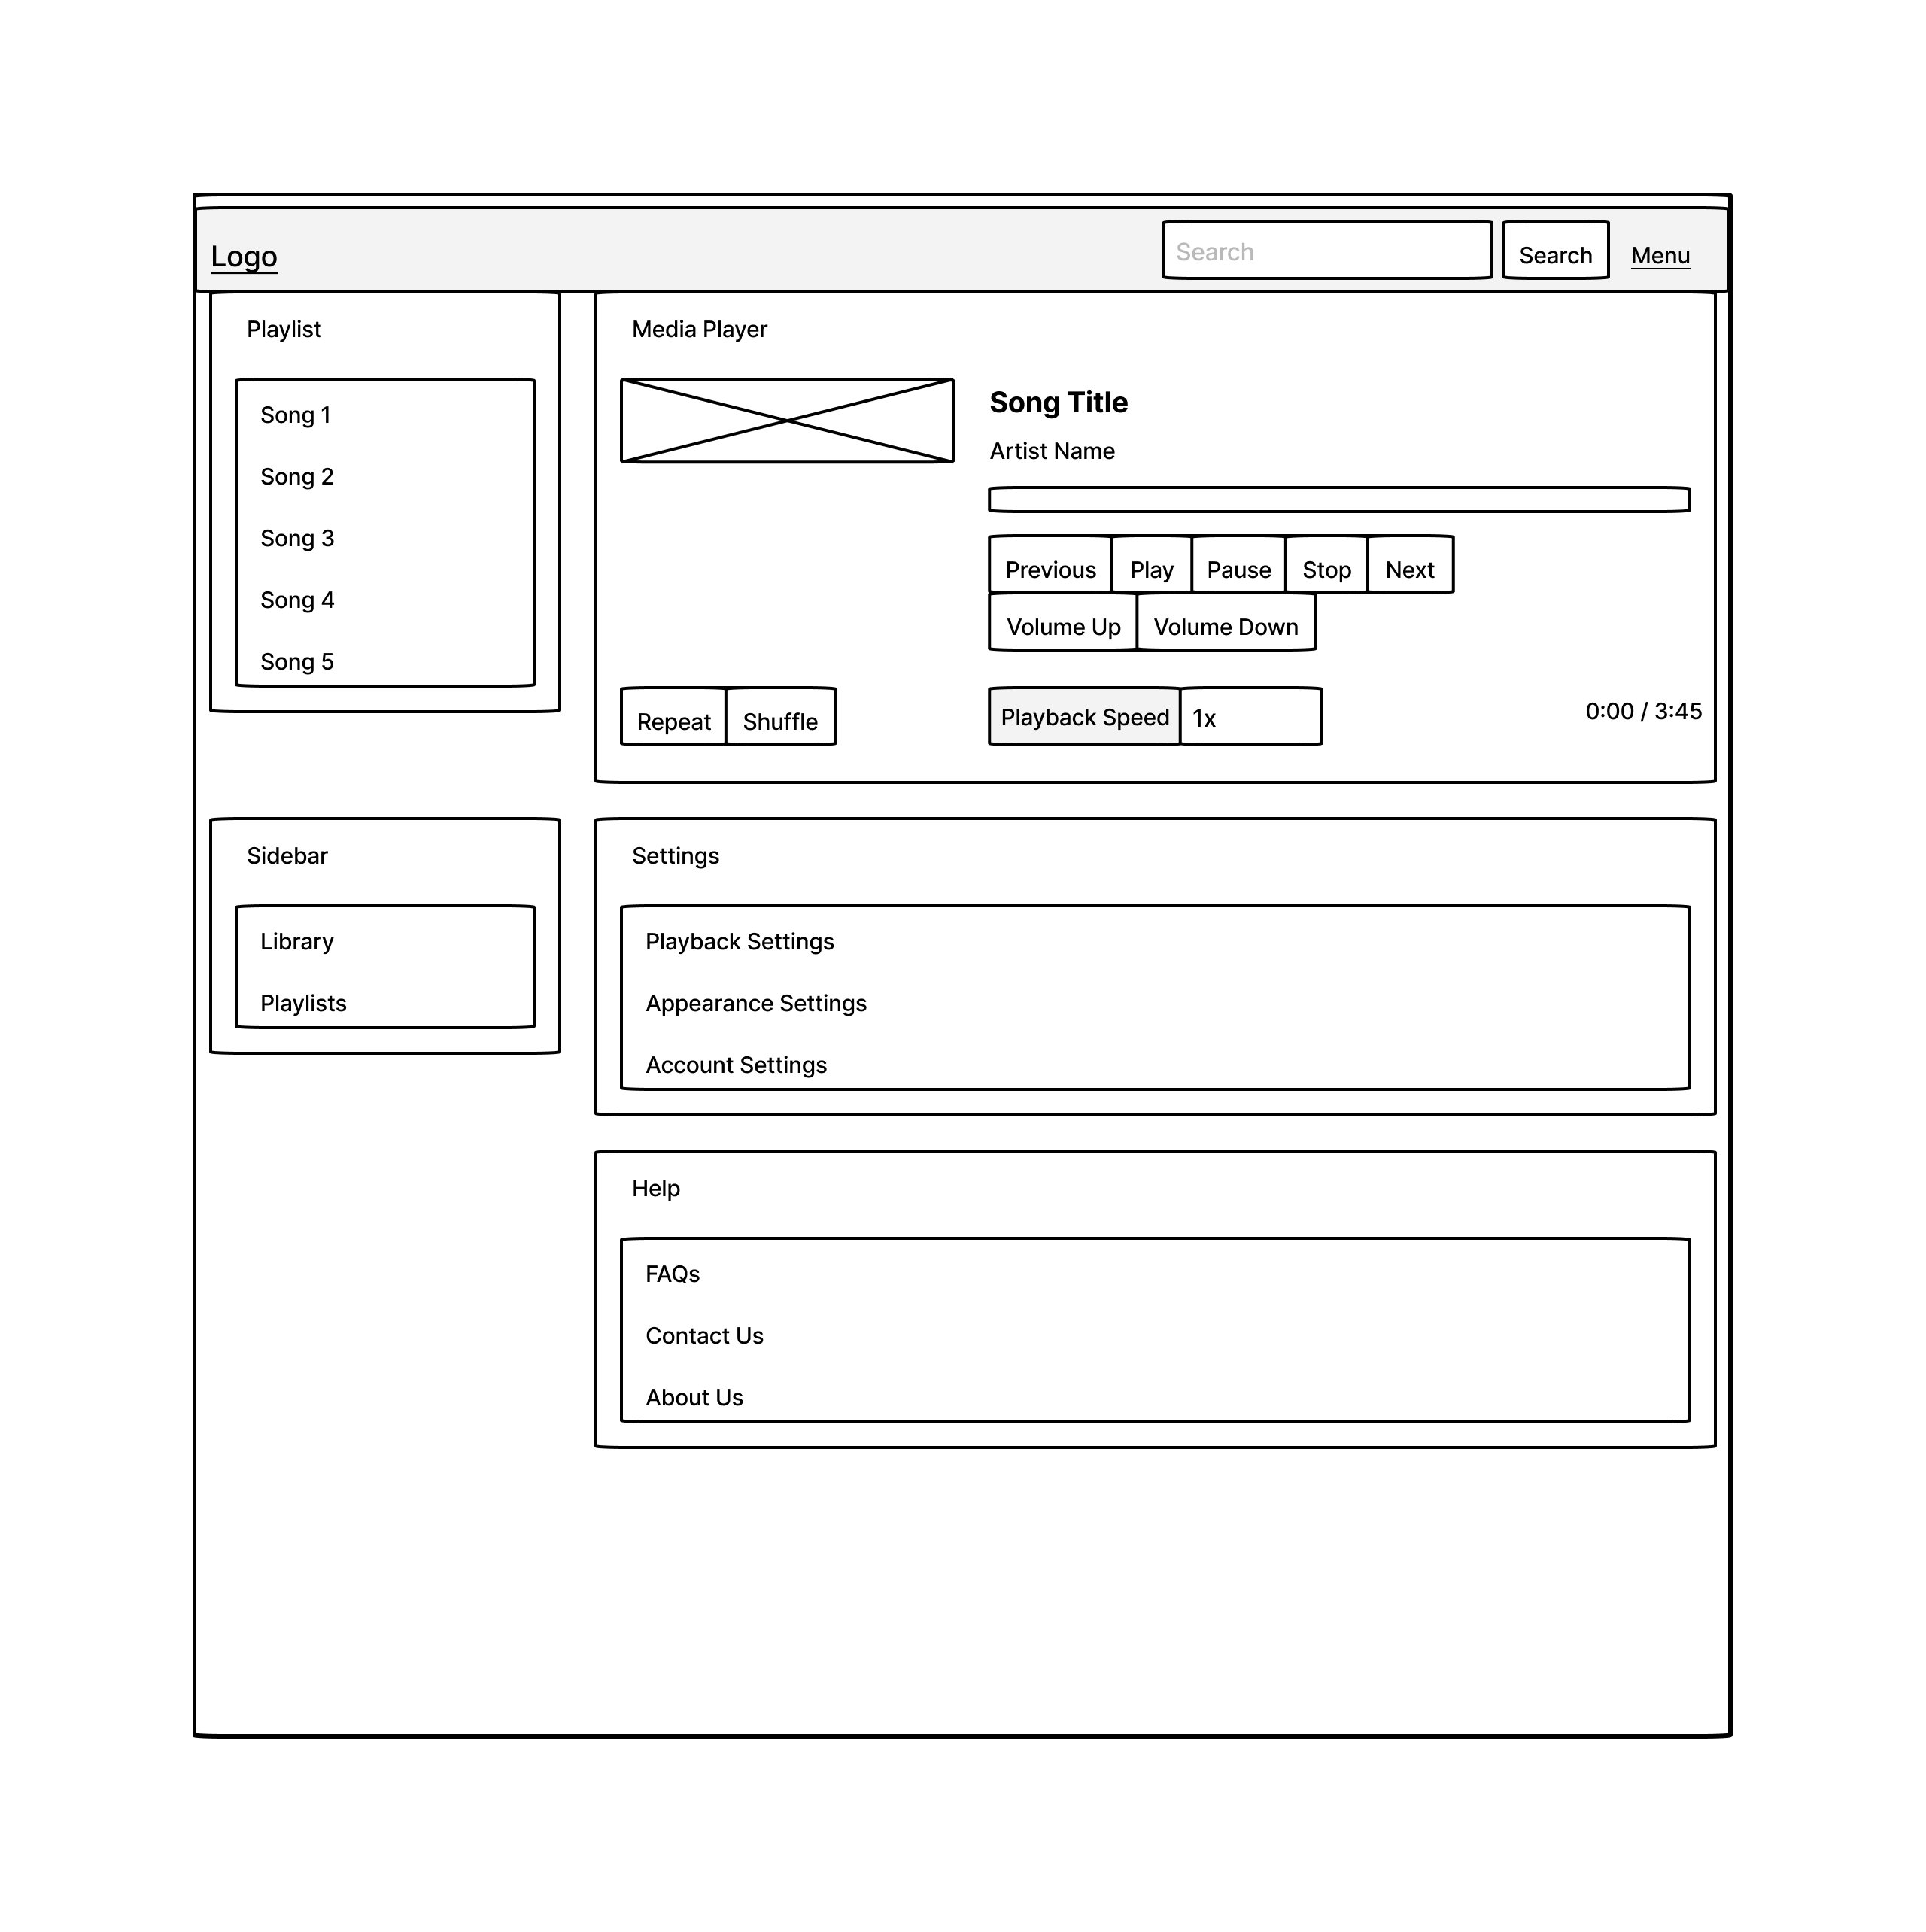 Logo
Search
Search
Menu
Playlist
Song 1
Song 2
Song 3
Song 4
Song 5
Media Player
Song Title
Artist Name
Previous Play Pause Stop Next
Volume Up Volume Down
Repeat Shuffle
Playback Speed 1x
0:00 / 3:45
Sidebar
Library
Playlists
Settings
Playback Settings
Appearance Settings
Account Settings
Help
FAQs
Contact Us
About Us